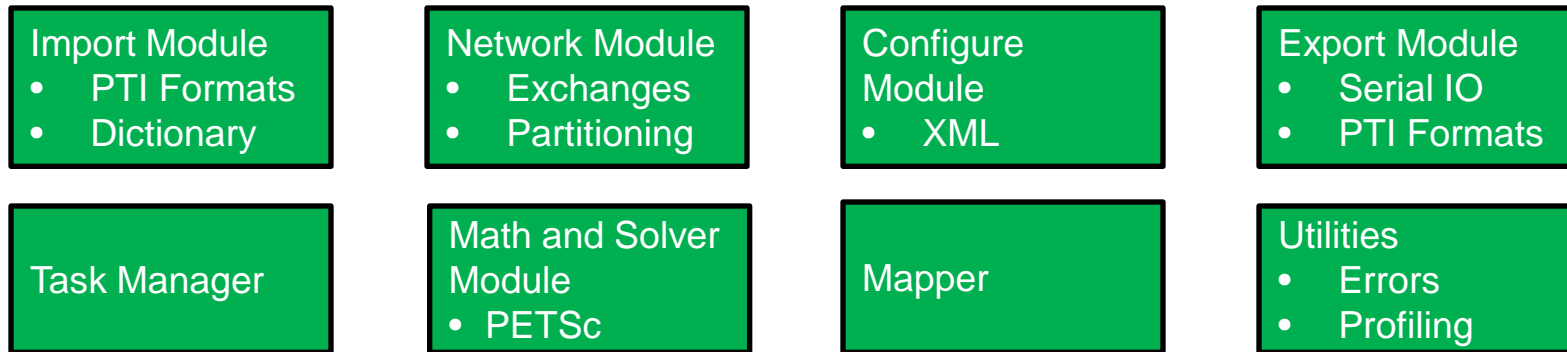 Import Module
• PTI Formats
• Dictionary
Network Module
• Exchanges
• Partitioning
Configure
Module
• XML
Export Module
• Serial IO
• PTI Formats
Task Manager
Math and Solver
Module
• PETSc
Mapper
Utilities
• Errors
• Profiling